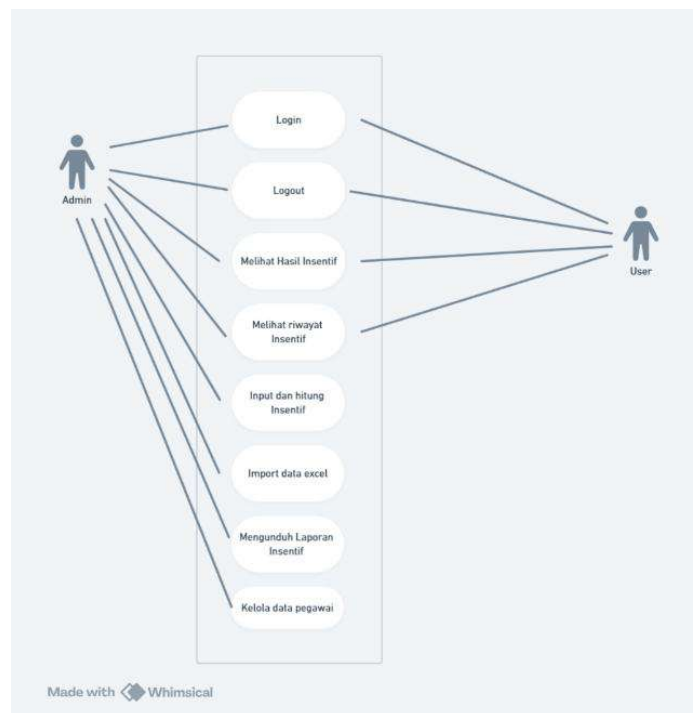 Login
Logout
Admin
Melihat Hasil Insentif
User
Melihat riwayat
Insentif
Input dan hitung
Insentif
Import data excel
Mengunduh Laporan
Insentif
Kelola data pegawai
Made with Whimsical